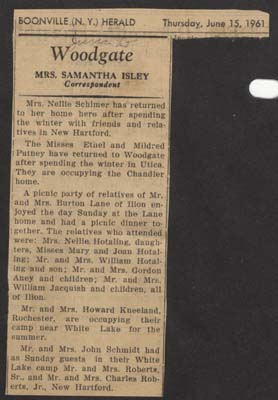 BOONVILLE (N. Y.) HERALD Thursday, June 15, 1961
Woodgate
MRS. SAMANTHA ISLEY
Correspondent
Mrs. Nellie Schimer has returned
to her home here after spending
the winter with friends and rela-
tives in New Hartford.
The Misses Ethel and Mildred
Putney have returned to Woodgate
after spending the winter in Utica.
They are occupying the Chandler
home.
A picnic party of relatives of Mr.
and Mrs. Burton Lane of Ilion en-
joyed the day Sunday at the Lane
home and had a picnic dinner to-
gether. The relatives who attended
were: Mrs. Nellie Hotaling, daugh-
ters, Misses Mary and Joan Hotal-
ing; Mr. and Mrs. William Hotal-
ing and son; Mr. and Mrs. Gordon
Aney and children; Mr. and Mrs.
William Jacquish and children, all
of Ilion.
Mr. and Mrs. Howard Kneeland,
Rochester, are occupying their
camp near White Lake for the
summer.
Mr. and Mrs. John Schmidt had
as Sunday guests in their White
Lake camp Mr. and Mrs. Roberts,
Sr., and Mr. and Mrs. Charles Rob-
erts, Jr., New Hartford.